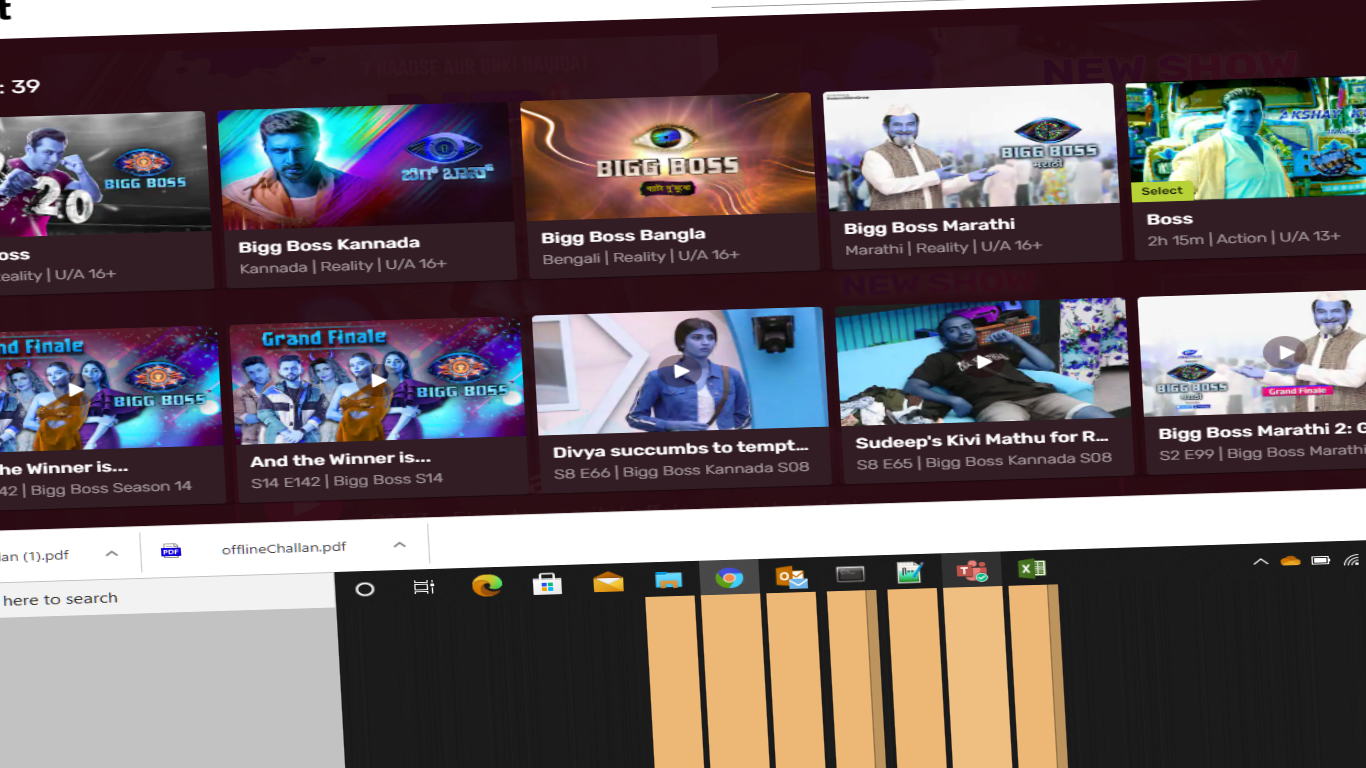 t
: 39
NEW SHOW
20
BIGG BOSS
ಬಿಗ್ ಬಾಸ್
BIGG BOSS
BIGG BOSS
मराठी
AKSHAY K
Select
oss
eality | U/A 16+
Bigg Boss Kannada
Kannada | Reality | U/A 16+
Bigg Boss Bangla
Bengali | Reality | U/A 16+
Bigg Boss Marathi
Marathi | Reality | U/A 16+
Boss
2h 15m | Action | U/A 13+
NEW SHOW
nd Finale
BIGG BOSS
Grand Finale
BIGG BOSS
BIGG BOSS
Grand Finale
he Winner is...
42 | Bigg Boss Season 14
And the Winner is...
S14 E142 | Bigg Boss S14
Divya succumbs to tempt...
S8 E66 | Bigg Boss Kannada S08
Sudeep's Kivi Mathu for R...
S8 E65 | Bigg Boss Kannada S08
Bigg Boss Marathi 2: G
S2 E99 | Bigg Boss Marathi
an (1).pdf
PDF
offlineChallan.pdf
here to search